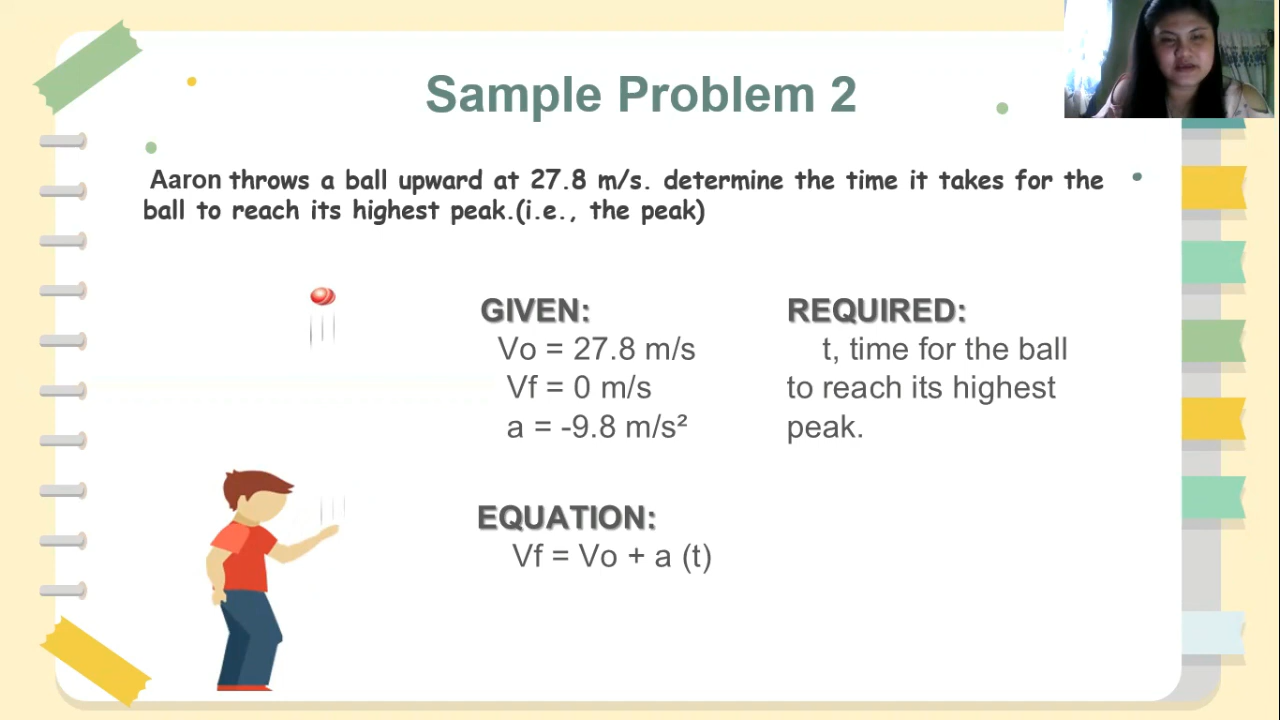 Sample Problem 2
Aaron throws a ball upward at 27.8 m/s. determine the time it takes for the
ball to reach its highest peak.(i.e., the peak)
GIVEN:
Vo = 27.8 m/s
Vf = 0 m/s
a = -9.8 m/s²
REQUIRED:
t, time for the ball
to reach its highest
peak.
EQUATION:
Vf = Vo + a (t)